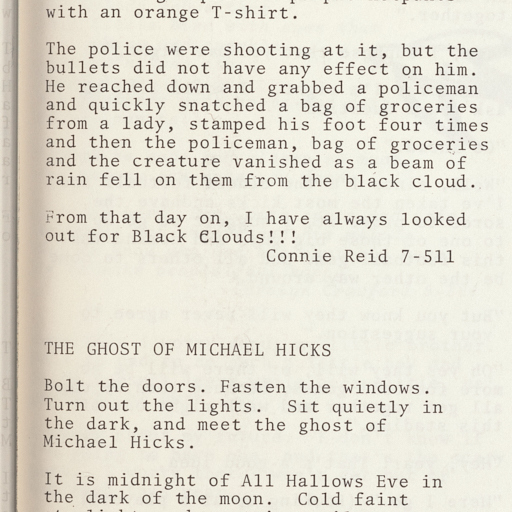 with an orange T-shirt.
The police were shooting at it, but the
bullets did not have any effect on him.
He reached down and grabbed a policeman
and quickly snatched a bag of groceries
from a lady, stamped his foot four times
and then the policeman, bag of groceries
and the creature vanished as a beam of
rain fell on them from the black cloud.
From that day on, I have always looked
out for Black Clouds!!!
Connie Reid 7-511
THE GHOST OF MICHAEL HICKS
Bolt the doors. Fasten the windows.
Turn out the lights. Sit quietly in
the dark, and meet the ghost of
Michael Hicks.
It is midnight of All Hallows Eve in
the dark of the moon. Cold faint